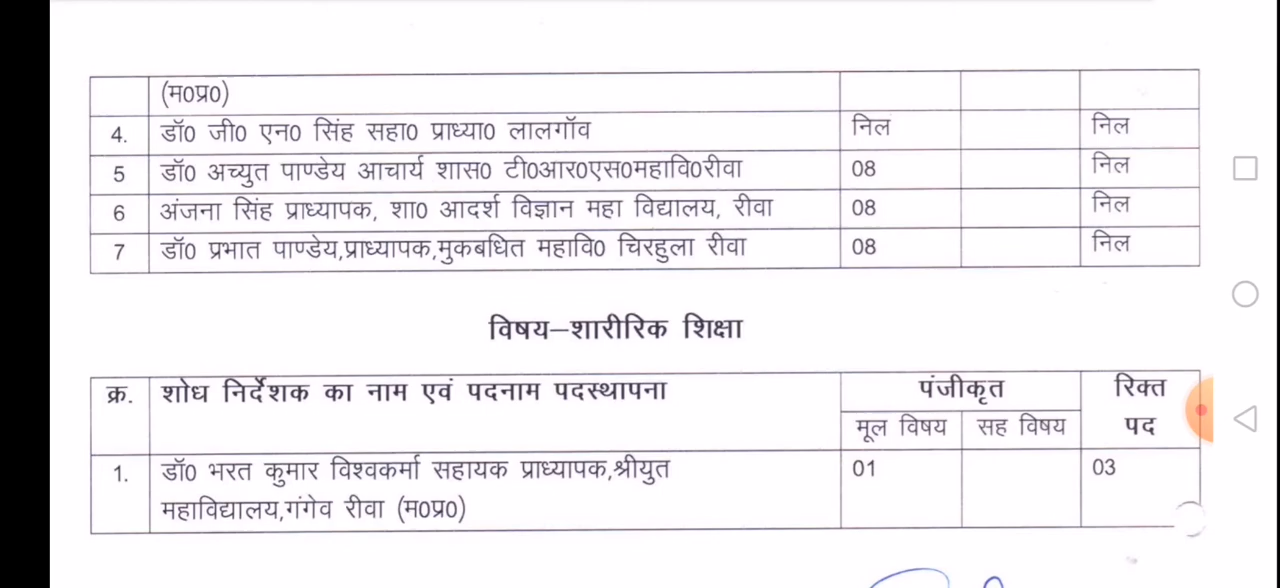 (म0प्र0)
4. डॉ0 जी0 एन0 सिंह सहा0 प्राध्या0 लालगॉव निल निल
5 डॉ0 अच्युत पाण्डेय आचार्य शास0 टी0आर0एस0महावि0रीवा 08 निल
6 अंजना सिंह प्राध्यापक, शा0 आदर्श विज्ञान महा विद्यालय, रीवा 08 निल
7 डॉ0 प्रभात पाण्डेय,प्राध्यापक,मुकबधित महावि0 चिरहुला रीवा 08 निल
विषय–शारीरिक शिक्षा
क्र. शोध निर्देशक का नाम एवं पदनाम पदस्थापना पंजीकृत रिक्त
मूल विषय सह विषय पद
1. डॉ0 भरत कुमार विश्वकर्मा सहायक प्राध्यापक,श्रीयुत 01 03
महाविद्यालय,गंगेव रीवा (म0प्र0)